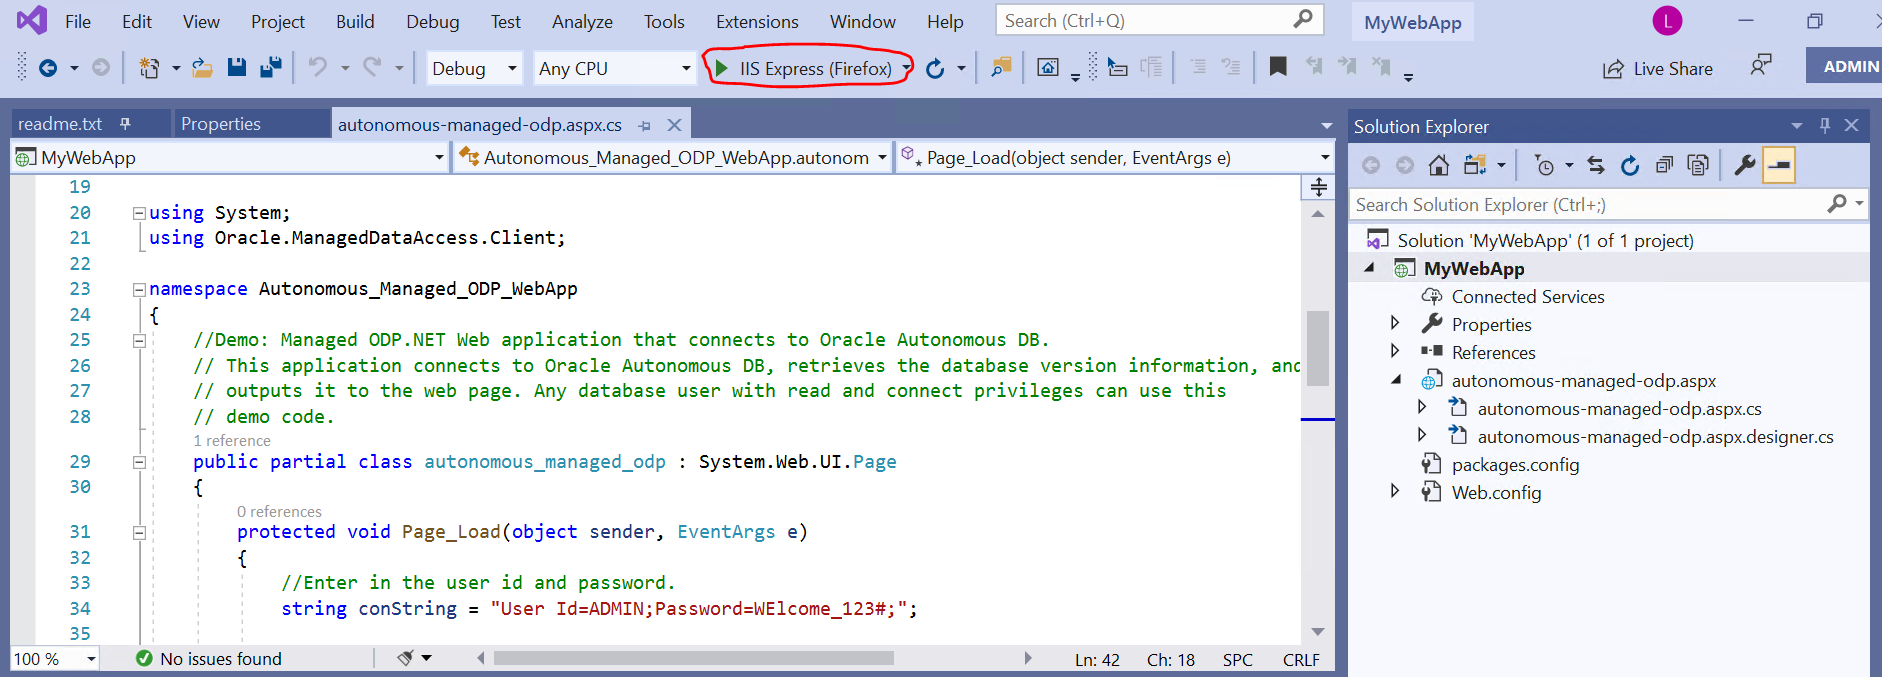 File Edit View Project Build Debug Test Analyze Tools Extensions Window Help Search (Ctrl+Q) MyWebApp L
Debug Any CPU IIS Express (Firefox) Live Share ADMIN
readme.txt Properties autonomous-managed-odp.aspx.cs
MyWebApp Autonomous_Managed_ODP_WebApp.autonom Page_Load(object sender, EventArgs e)
19
20 using System;
21 using Oracle.ManagedDataAccess.Client;
22
23 namespace Autonomous_Managed_ODP_WebApp
24 {
25 //Demo: Managed ODP.NET Web application that connects to Oracle Autonomous DB.
26 // This application connects to Oracle Autonomous DB, retrieves the database version information, and
27 // outputs it to the web page. Any database user with read and connect privileges can use this
28 // demo code.
1 reference
29 public partial class autonomous_managed_odp : System.Web.UI.Page
30 {
0 references
31 protected void Page_Load(object sender, EventArgs e)
32 {
33 //Enter in the user id and password.
34 string conString = "User Id=ADMIN;Password=WElcome_123#;";
35
100 % No issues found Ln: 42 Ch: 18 SPC CRLF
Solution Explorer
Search Solution Explorer (Ctrl+;)
Solution 'MyWebApp' (1 of 1 project)
MyWebApp
Connected Services
Properties
References
autonomous-managed-odp.aspx
autonomous-managed-odp.aspx.cs
autonomous-managed-odp.aspx.designer.cs
packages.config
Web.config